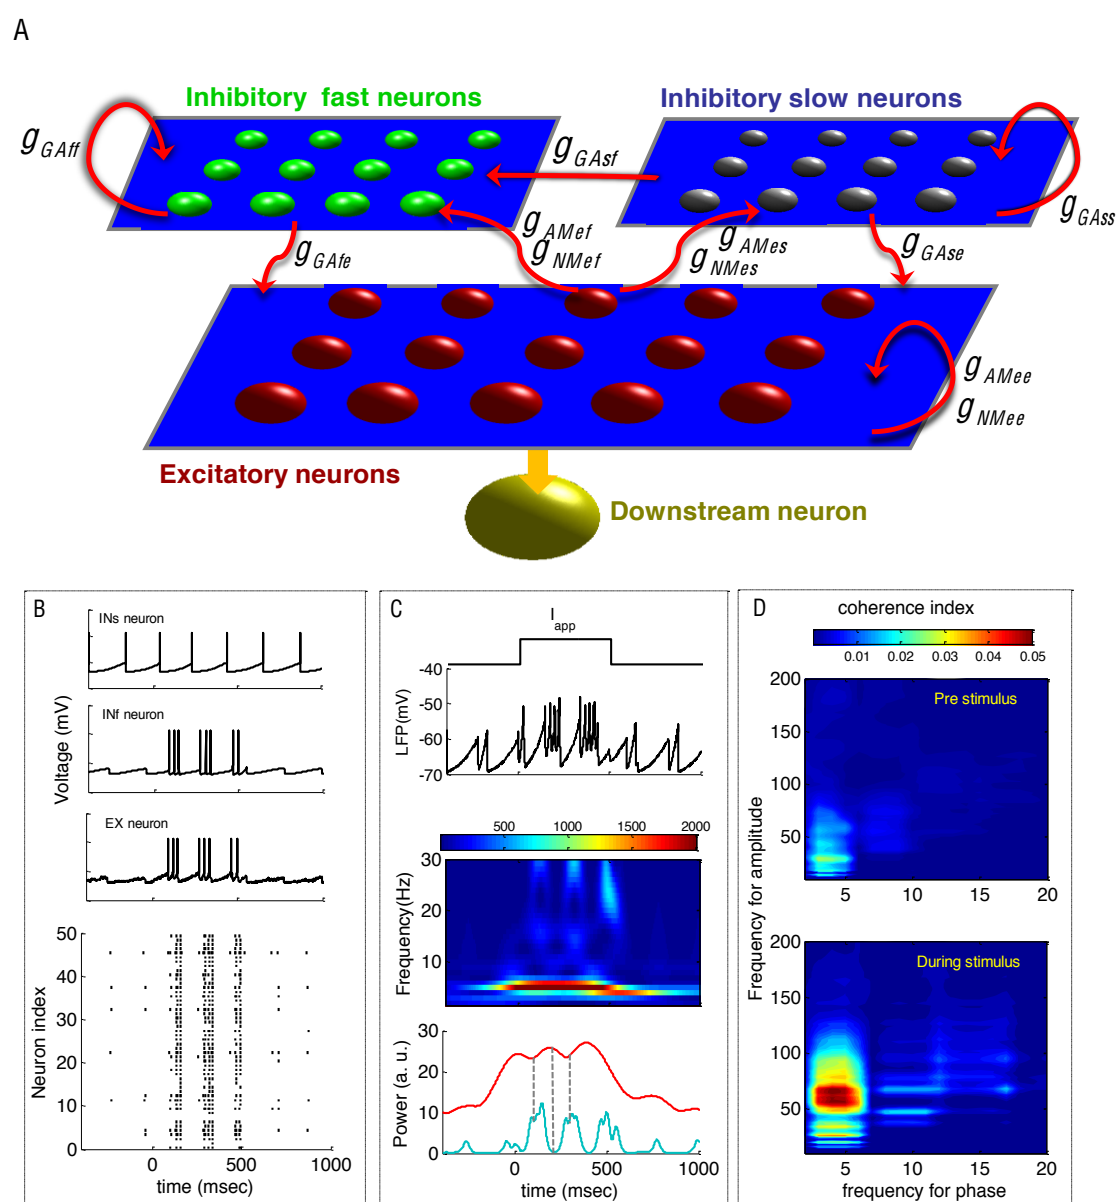 A
Inhibitory fast neurons
Inhibitory slow neurons
g GAff
g GAsf
g GAss
g AMef
g NMef
g AMes
g NMes
g GAfe
g GAse
g AMee
g NMee
Excitatory neurons
Downstream neuron
B
INs neuron
INf neuron
EX neuron
Voltage (mV)
50
40
30
20
10
0
Neuron index
0 500 1000
time (msec)
C
I app
-40
-50
-60
-70
LFP(mV)
500 1000 1500 2000
30
20
10
Frequency(Hz)
30
20
10
0
Power (a. u.)
0 500 1000
time (msec)
D
coherence index
0.01 0.02 0.03 0.04 0.05
200
150
100
50
Pre stimulus
5 10 15 20
Frequency for amplitude
200
150
100
50
During stimulus
5 10 15 20
frequency for phase